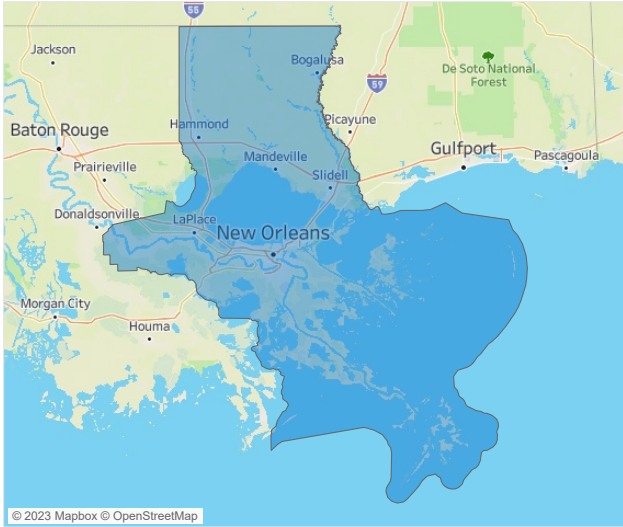 55
Jackson
Bogalusa
De Soto National
Forest
59
Hammond
Picayune
Baton Rouge
Gulfport
Mandeville
Pascagoula
Prairieville
Slidell
Donaldsonville
LaPlace
New Orleans
Morgan City
Houma
© 2023 Mapbox © OpenStreetMap